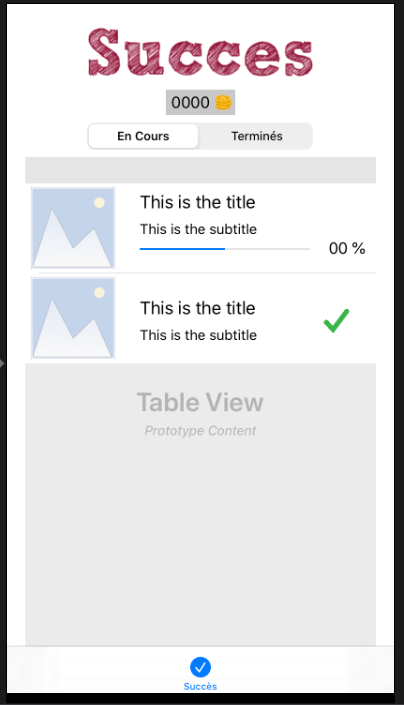 Succes
0000
En Cours Terminés
This is the title
This is the subtitle
00 %
This is the title
This is the subtitle
Table View
Prototype Content
Succès